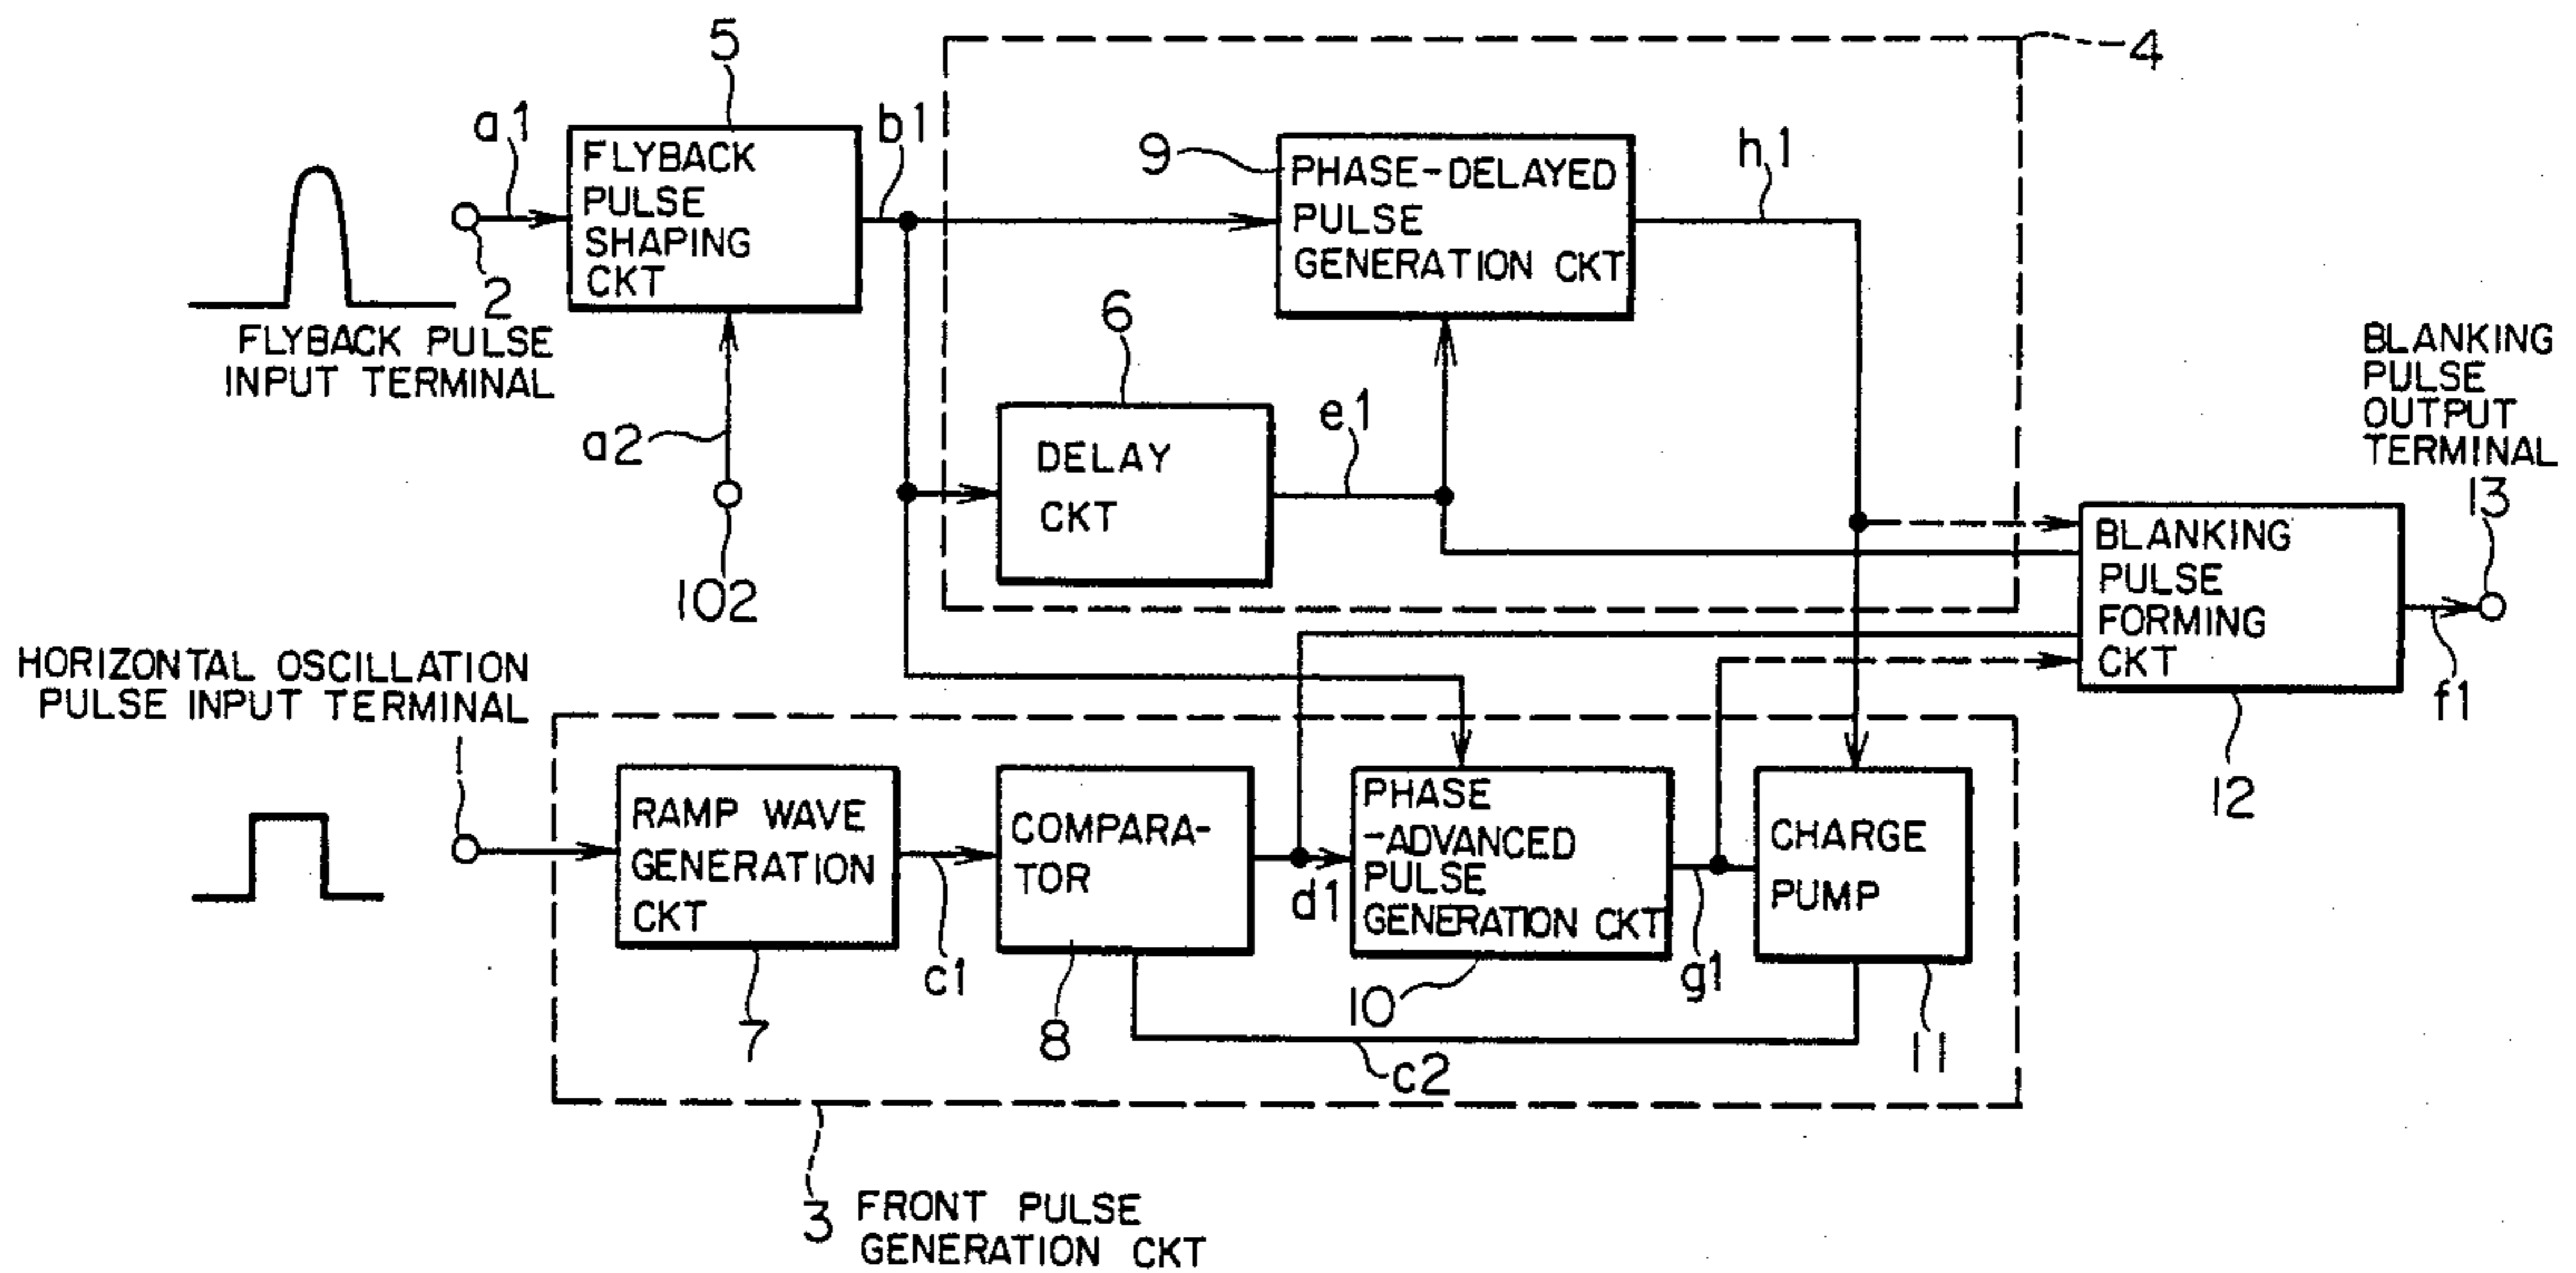 5
4
a1
FLYBACK
PULSE
SHAPING
CKT
b1
9
PHASE-DELAYED
PULSE
GENERATION CKT
h1
2
FLYBACK PULSE
INPUT TERMINAL
a2
102
6
DELAY
CKT
e1
BLANKING
PULSE
OUTPUT
TERMINAL
13
BLANKING
PULSE
FORMING
CKT
f1
12
HORIZONTAL OSCILLATION
PULSE INPUT TERMINAL
RAMP WAVE
GENERATION
CKT
7
c1
COMPARA-
TOR
8
d1
PHASE
-ADVANCED
PULSE
GENERATION CKT
10
g1
CHARGE
PUMP
11
c2
3 FRONT PULSE
GENERATION CKT